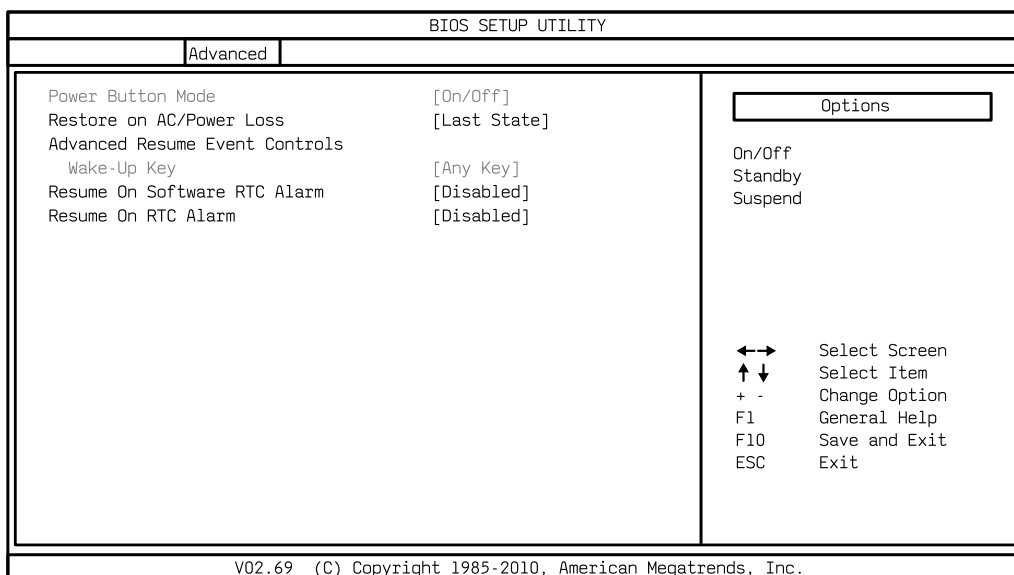 BIOS SETUP UTILITY
Advanced
Power Button Mode [On/Off]
Restore on AC/Power Loss [Last State]
Advanced Resume Event Controls
Wake-Up Key [Any Key]
Resume On Software RTC Alarm [Disabled]
Resume On RTC Alarm [Disabled]
Options
On/Off
Standby
Suspend
←→ Select Screen
↑ ↓ Select Item
+ - Change Option
F1 General Help
F10 Save and Exit
ESC Exit
V02.69 (C) Copyright 1985-2010, American Megatrends, Inc.